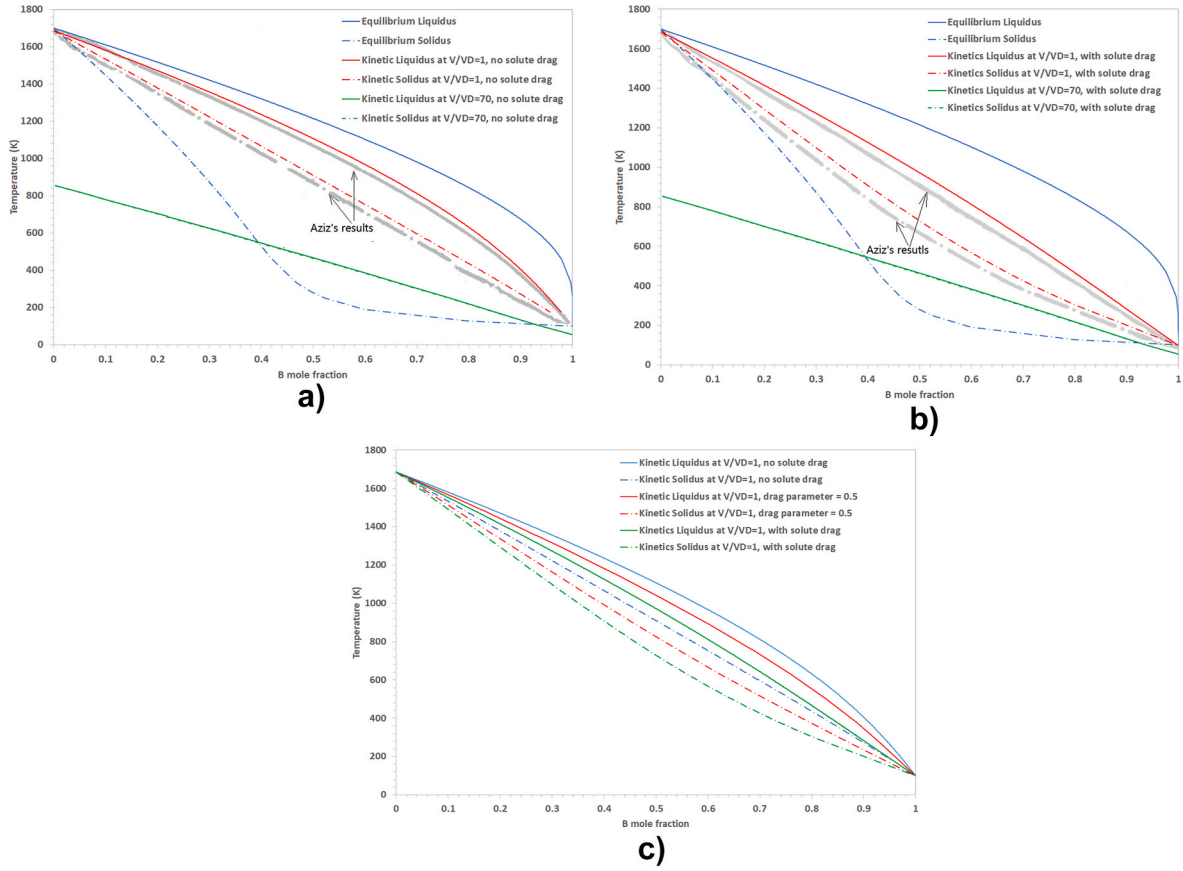 1800
1600
1400
1200
1000
800
600
400
200
0
Temperature (K)
0 0.1 0.2 0.3 0.4 0.5 0.6 0.7 0.8 0.9 1
B mole fraction
Equilibrium Liquidus
Equilibrium Solidus
Kinetic Liquidus at V/VD=1, no solute drag
Kinetic Solidus at V/VD=1, no solute drag
Kinetic Liquidus at V/VD=70, no solute drag
Kinetic Solidus at V/VD=70, no solute drag
Aziz's results
a)
1800
1600
1400
1200
1000
800
600
400
200
0
Temperature (K)
0 0.1 0.2 0.3 0.4 0.5 0.6 0.7 0.8 0.9 1
B mole fraction
Equilibrium Liquidus
Equilibrium Solidus
Kinetics Liquidus at V/VD=1, with solute drag
Kinetics Solidus at V/VD=1, with solute drag
Kinetics Liquidus at V/VD=70, with solute drag
Kinetics Solidus at V/VD=70, with solute drag
Aziz's resutls
b)
1800
1600
1400
1200
1000
800
600
400
200
0
Temperature (K)
0 0.1 0.2 0.3 0.4 0.5 0.6 0.7 0.8 0.9 1
B mole fraction
Kinetic Liquidus at V/VD=1, no solute drag
Kinetic Solidus at V/VD=1, no solute drag
Kinetic Liquidus at V/VD=1, drag parameter = 0.5
Kinetic Solidus at V/VD=1, drag parameter = 0.5
Kinetics Liquidus at V/VD=1, with solute drag
Kinetics Solidus at V/VD=1, with solute drag
c)